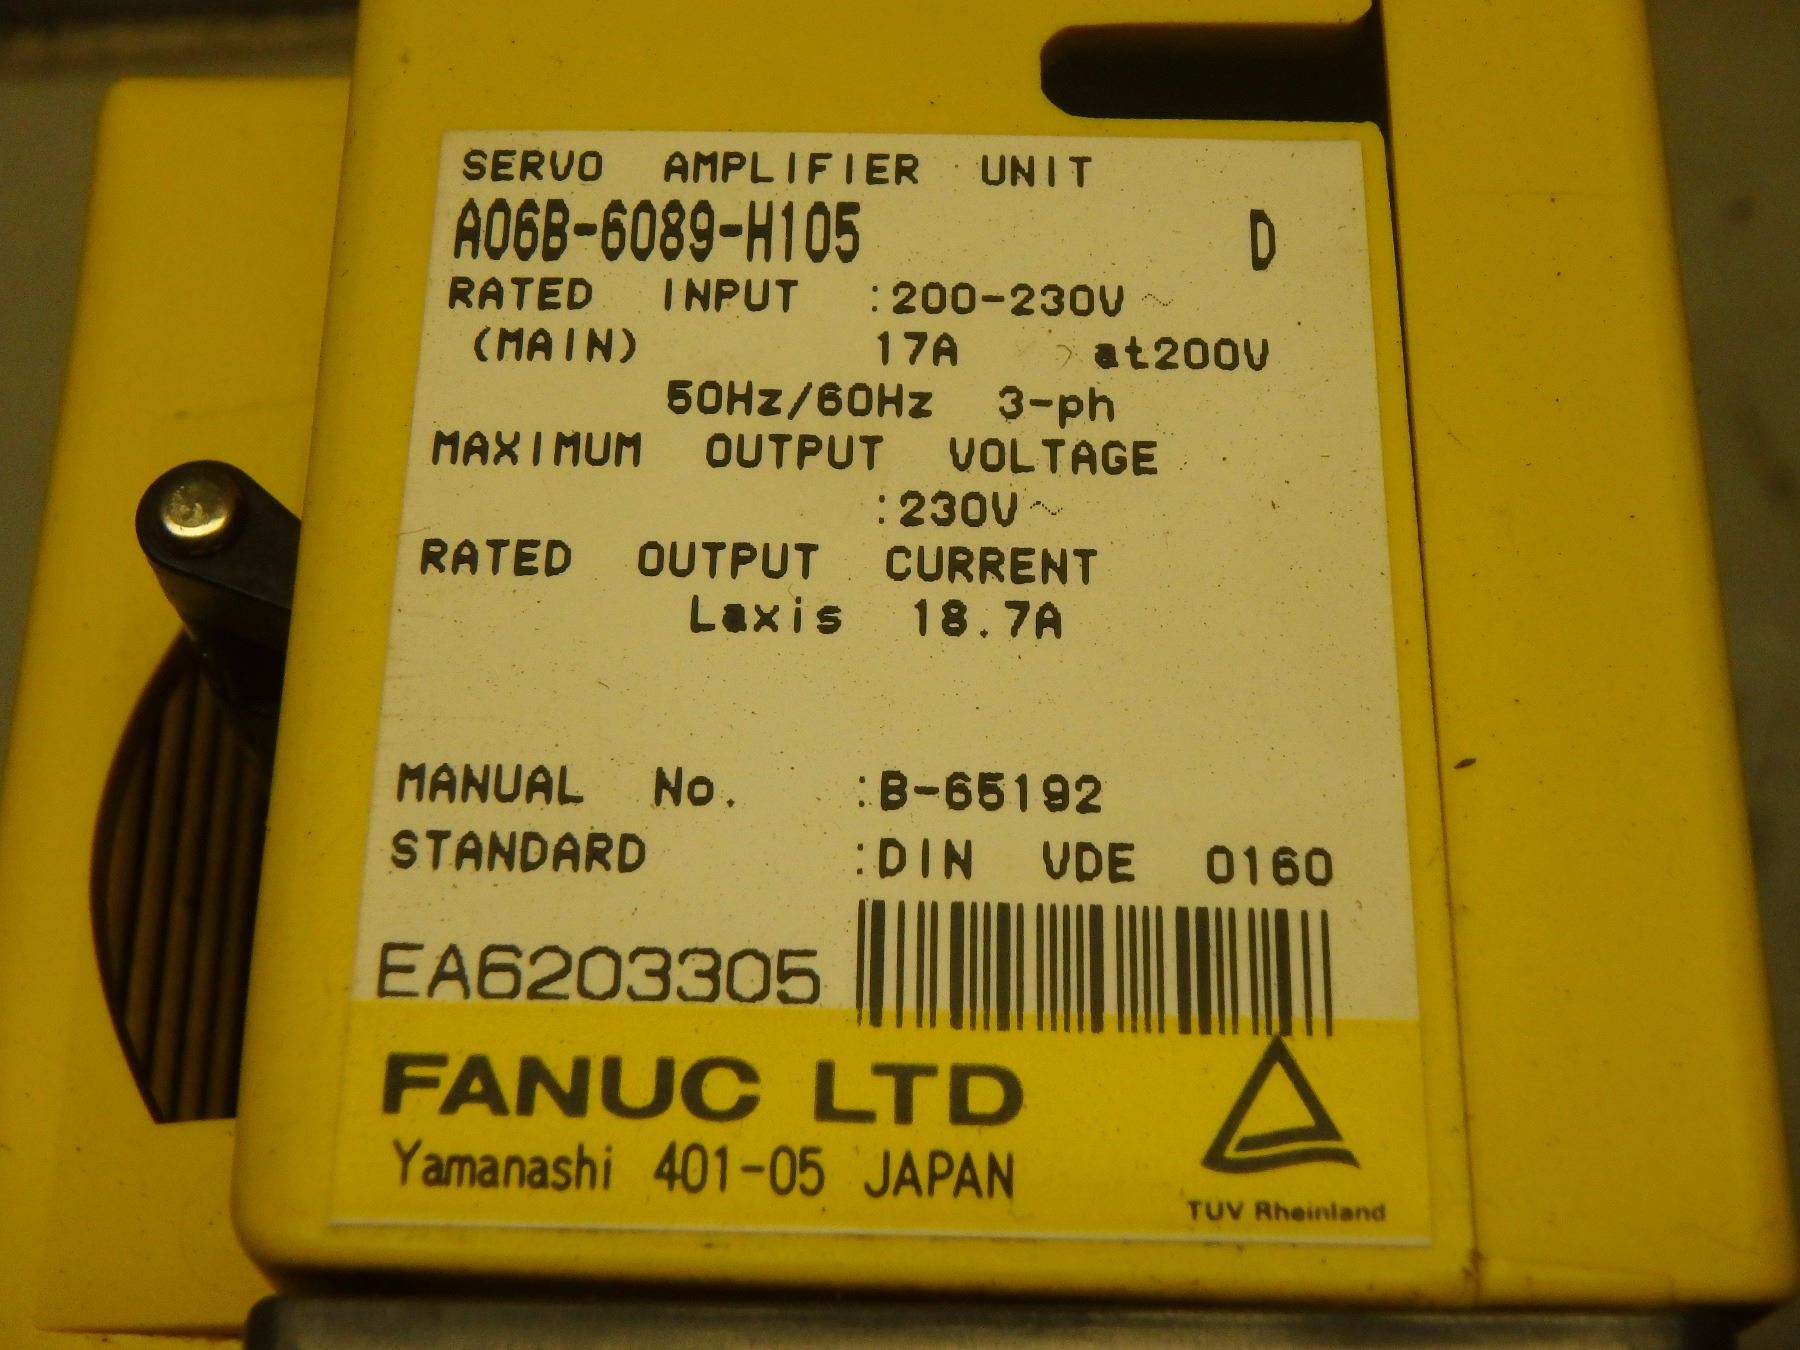 SERVO AMPLIFIER UNIT
A06B-6089-H105 D
RATED INPUT :200-230V~
(MAIN) 17A at200V
50Hz/60Hz 3-ph
MAXIMUM OUTPUT VOLTAGE
:230V~
RATED OUTPUT CURRENT
Laxis 18.7A
MANUAL No. :B-65192
STANDARD :DIN VDE 0160
EA6203305
FANUC LTD
Yamanashi 401-05 JAPAN
TUV Rheinland